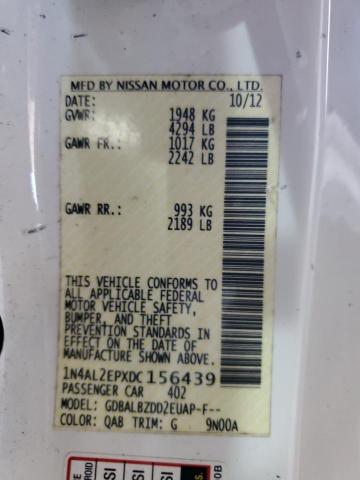 MFD BY NISSAN MOTOR CO., LTD.
DATE: 10/12
GVWR: 1948 KG
4294 LB
GAWR FR.: 1017 KG
2242 LB
GAWR RR.: 993 KG
2189 LB
THIS VEHICLE CONFORMS TO
ALL APPLICABLE FEDERAL
MOTOR VEHICLE SAFETY,
BUMPER, AND THEFT
PREVENTION STANDARDS IN
EFFECT ON THE DATE OF
MANUFACTURE SHOWN ABOVE.
1N4AL2EPXDC 156439
PASSENGER CAR 402
MODEL: GDBALBZDD2EUAP-F--
COLOR: QAB TRIM: G 9N00A